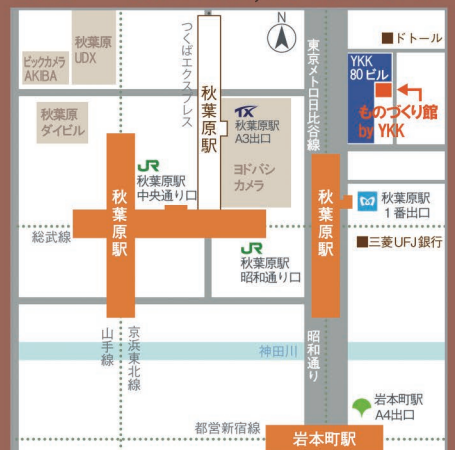 N
ビックカメラ
AKIBA
秋葉原
UDX
つくばエクスプレス
秋葉原駅
東京メトロ日比谷線
■ドトール
YKK
80ビル
ものづくり館
by YKK
秋葉原
ダイビル
TX
秋葉原駅
A3出口
ヨドバシ
カメラ
JR
秋葉原駅
中央通り口
秋葉原駅
秋葉原駅
秋葉原駅
1番出口
総武線
JR
秋葉原駅
昭和通り口
■三菱UFJ銀行
山手線
京浜東北線
神田川
昭和通り
岩本町駅
A4出口
都営新宿線
岩本町駅